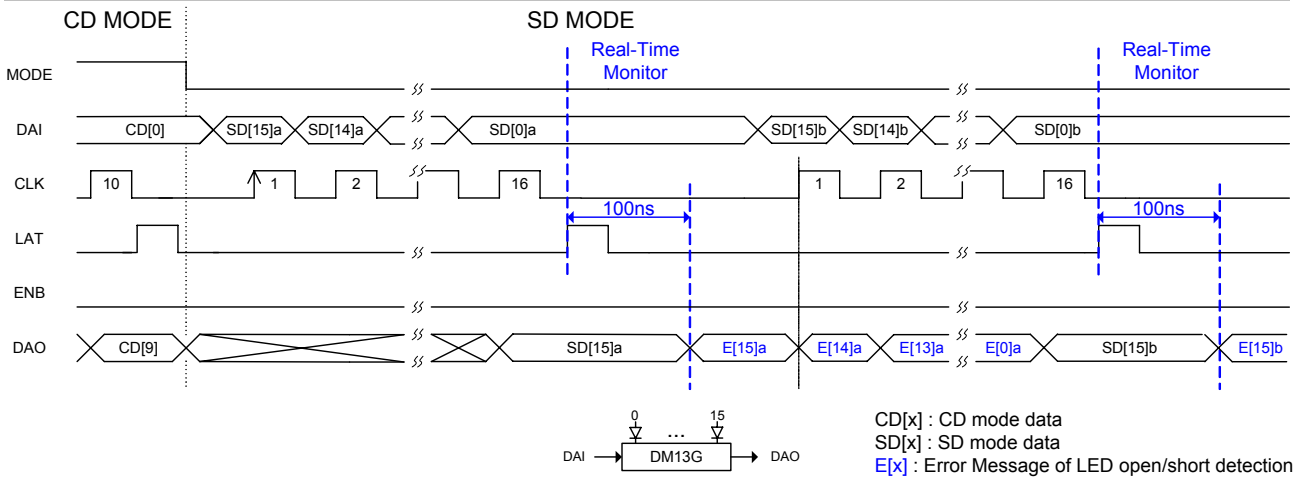 CD MODE SD MODE
Real-Time Monitor Real-Time Monitor
MODE
DAI CD[0] SD[15]a SD[14]a SD[0]a SD[15]b SD[14]b SD[0]b
CLK 10 1 2 16 1 2 16
100ns 100ns
LAT
ENB
DAO CD[9] SD[15]a E[15]a E[14]a E[13]a E[0]a SD[15]b E[15]b
0 ... 15
DAI DM13G DAO
CD[x] : CD mode data
SD[x] : SD mode data
E[x] : Error Message of LED open/short detection